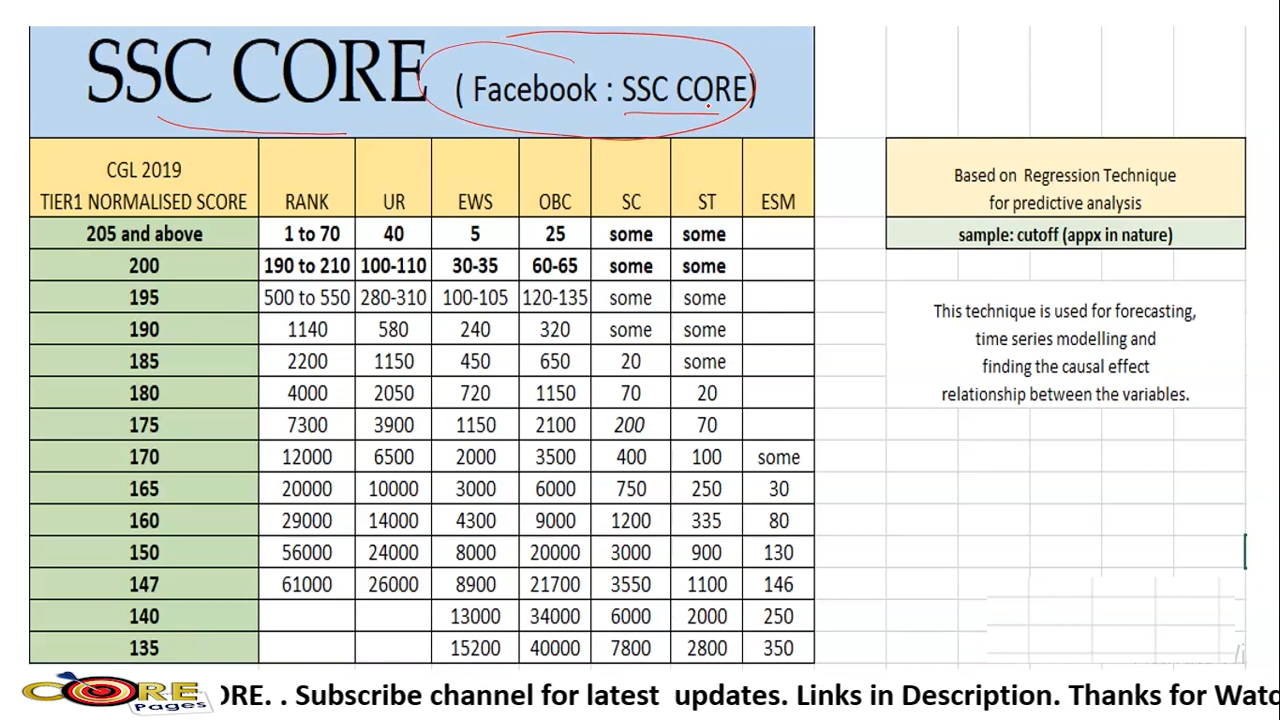 SSC CORE ( Facebook : SSC CORE)
CGL 2019
TIER1 NORMALISED SCORE RANK UR EWS OBC SC ST ESM
205 and above 1 to 70 40 5 25 some some
200 190 to 210 100-110 30-35 60-65 some some
195 500 to 550 280-310 100-105 120-135 some some
190 1140 580 240 320 some some
185 2200 1150 450 650 20 some
180 4000 2050 720 1150 70 20
175 7300 3900 1150 2100 200 70
170 12000 6500 2000 3500 400 100 some
165 20000 10000 3000 6000 750 250 30
160 29000 14000 4300 9000 1200 335 80
150 56000 24000 8000 20000 3000 900 130
147 61000 26000 8900 21700 3550 1100 146
140 13000 34000 6000 2000 250
135 15200 40000 7800 2800 350
Based on Regression Technique
for predictive analysis
sample: cutoff (appx in nature)
This technique is used for forecasting,
time series modelling and
finding the causal effect
relationship between the variables.
CORE
Pages
ORE. . Subscribe channel for latest updates. Links in Description. Thanks for Watc